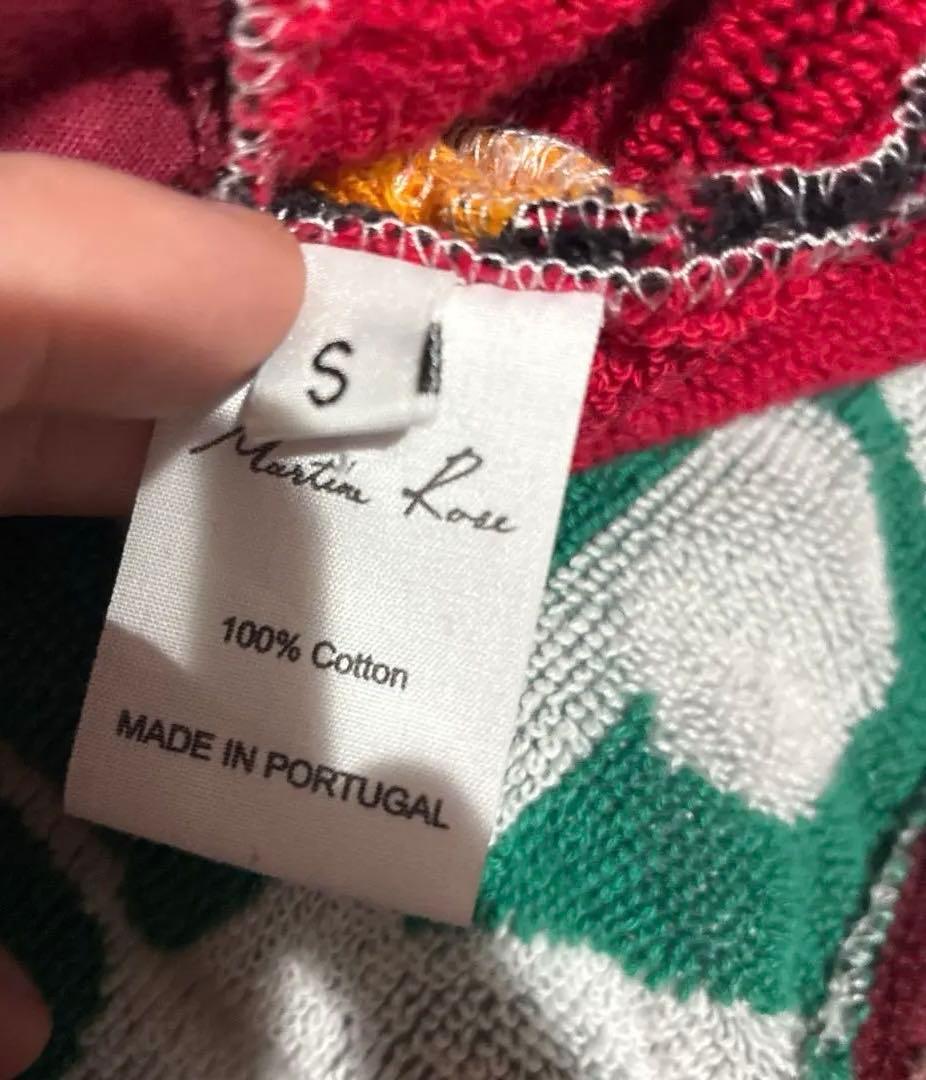 S
Martine Rose
100% Cotton
MADE IN PORTUGAL